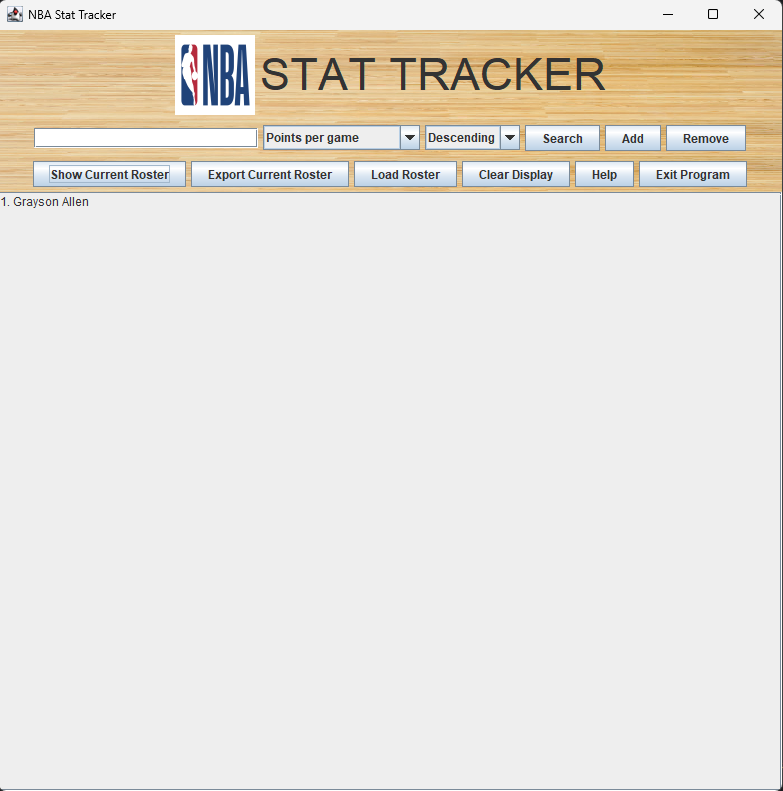 NBA Stat Tracker
NBA STAT TRACKER
Points per game Descending Search Add Remove
Show Current Roster Export Current Roster Load Roster Clear Display Help Exit Program
1. Grayson Allen